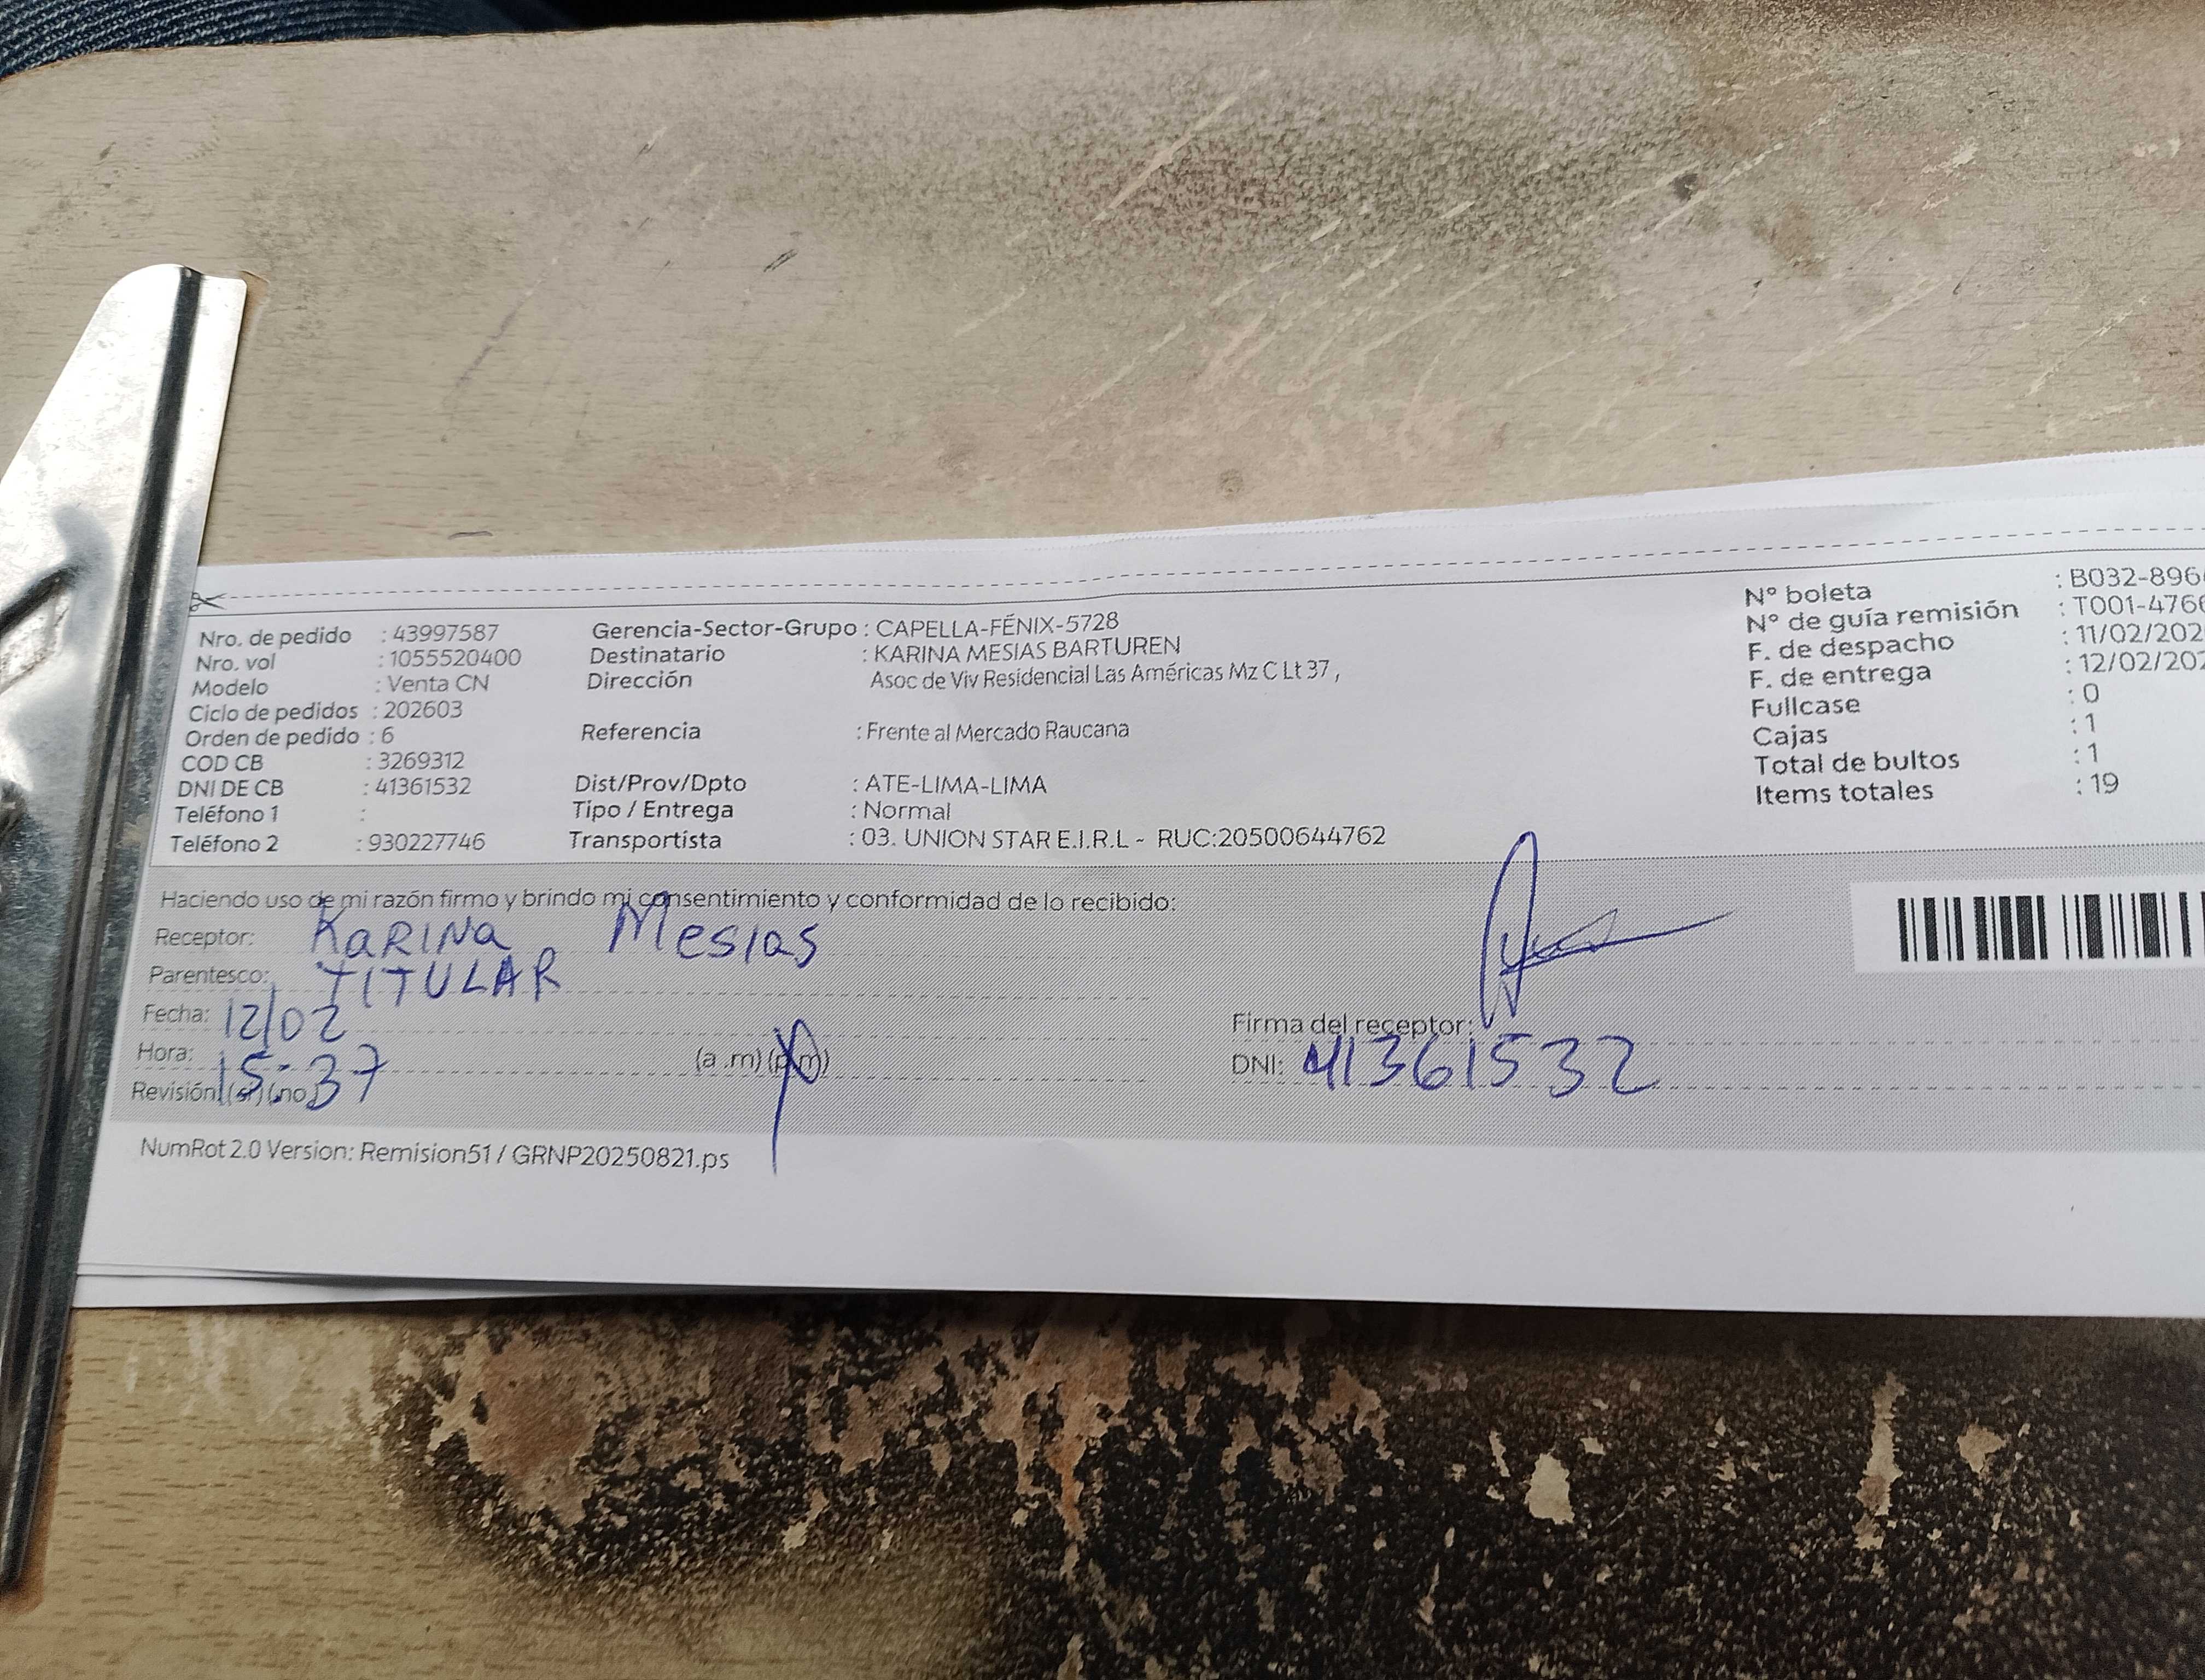 Nro. de pedido : 43997587
Nro. vol : 1055520400
Modelo : Venta CN
Ciclo de pedidos : 202603
Orden de pedido : 6
COD CB : 3269312
DNI DE CB : 41361532
Teléfono 1 :
Teléfono 2 : 930227746
Gerencia-Sector-Grupo : CAPELLA-FÉNIX-5728
Destinatario : KARINA MESIAS BARTUREN
Dirección Asoc de Viv Residencial Las Américas Mz C Lt 37 ,
Referencia : Frente al Mercado Raucana
Dist/Prov/Dpto : ATE-LIMA-LIMA
Tipo / Entrega : Normal
Transportista : 03. UNION STAR E.I.R.L - RUC:20500644762
N° boleta : B032-896
N° de guía remisión : T001-476
F. de despacho : 11/02/202
F. de entrega : 12/02/202
Fullcase : 0
Cajas : 1
Total de bultos : 1
Items totales : 19
Haciendo uso de mi razón firmo y brindo mi consentimiento y conformidad de lo recibido:
Receptor: KaRINa Mesias
Parentesco: TITULAR
Fecha: 12/02
Hora: 15:37 (a .m) (p.m)
Revisión: (si) (no)
Firma del receptor:
DNI: 41361532
NumRot 2.0 Version: Remision51 / GRNP20250821.ps